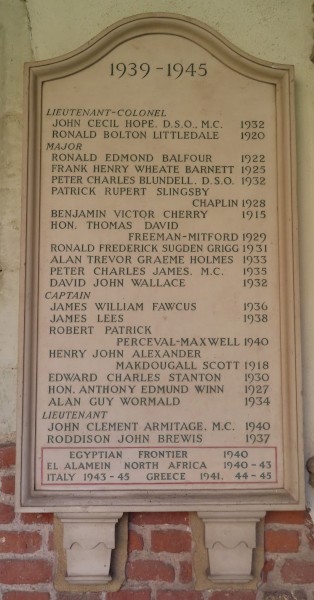 1939-1945
LIEUTENANT-COLONEL
JOHN CECIL HOPE, D.S.O., M.C. 1932
RONALD BOLTON LITTLEDALE 1920
MAJOR
RONALD EDMOND BALFOUR 1922
FRANK HENRY WHEATE BARNETT 1925
PETER CHARLES BLUNDELL, D.S.O. 1932
PATRICK RUPERT SLINGSBY
CHAPLIN 1928
BENJAMIN VICTOR CHERRY 1915
HON. THOMAS DAVID
FREEMAN-MITFORD 1929
RONALD FREDERICK SUGDEN GRIGG 1931
ALAN TREVOR GRAEME HOLMES 1933
PETER CHARLES JAMES, M.C. 1935
DAVID JOHN WALLACE 1932
CAPTAIN
JAMES WILLIAM FAWCUS 1936
JAMES LEES 1938
ROBERT PATRICK
PERCEVAL-MAXWELL 1940
HENRY JOHN ALEXANDER
MAKDOUGALL SCOTT 1918
EDWARD CHARLES STANTON 1930
HON. ANTHONY EDMUND WINN 1927
ALAN GUY WORMALD 1934
LIEUTENANT
JOHN CLEMENT ARMITAGE, M.C. 1940
RODDISON JOHN BREWIS 1937
EGYPTIAN FRONTIER 1940
EL ALAMEIN NORTH AFRICA 1940-43
ITALY 1943-45 GREECE 1941, 44-45